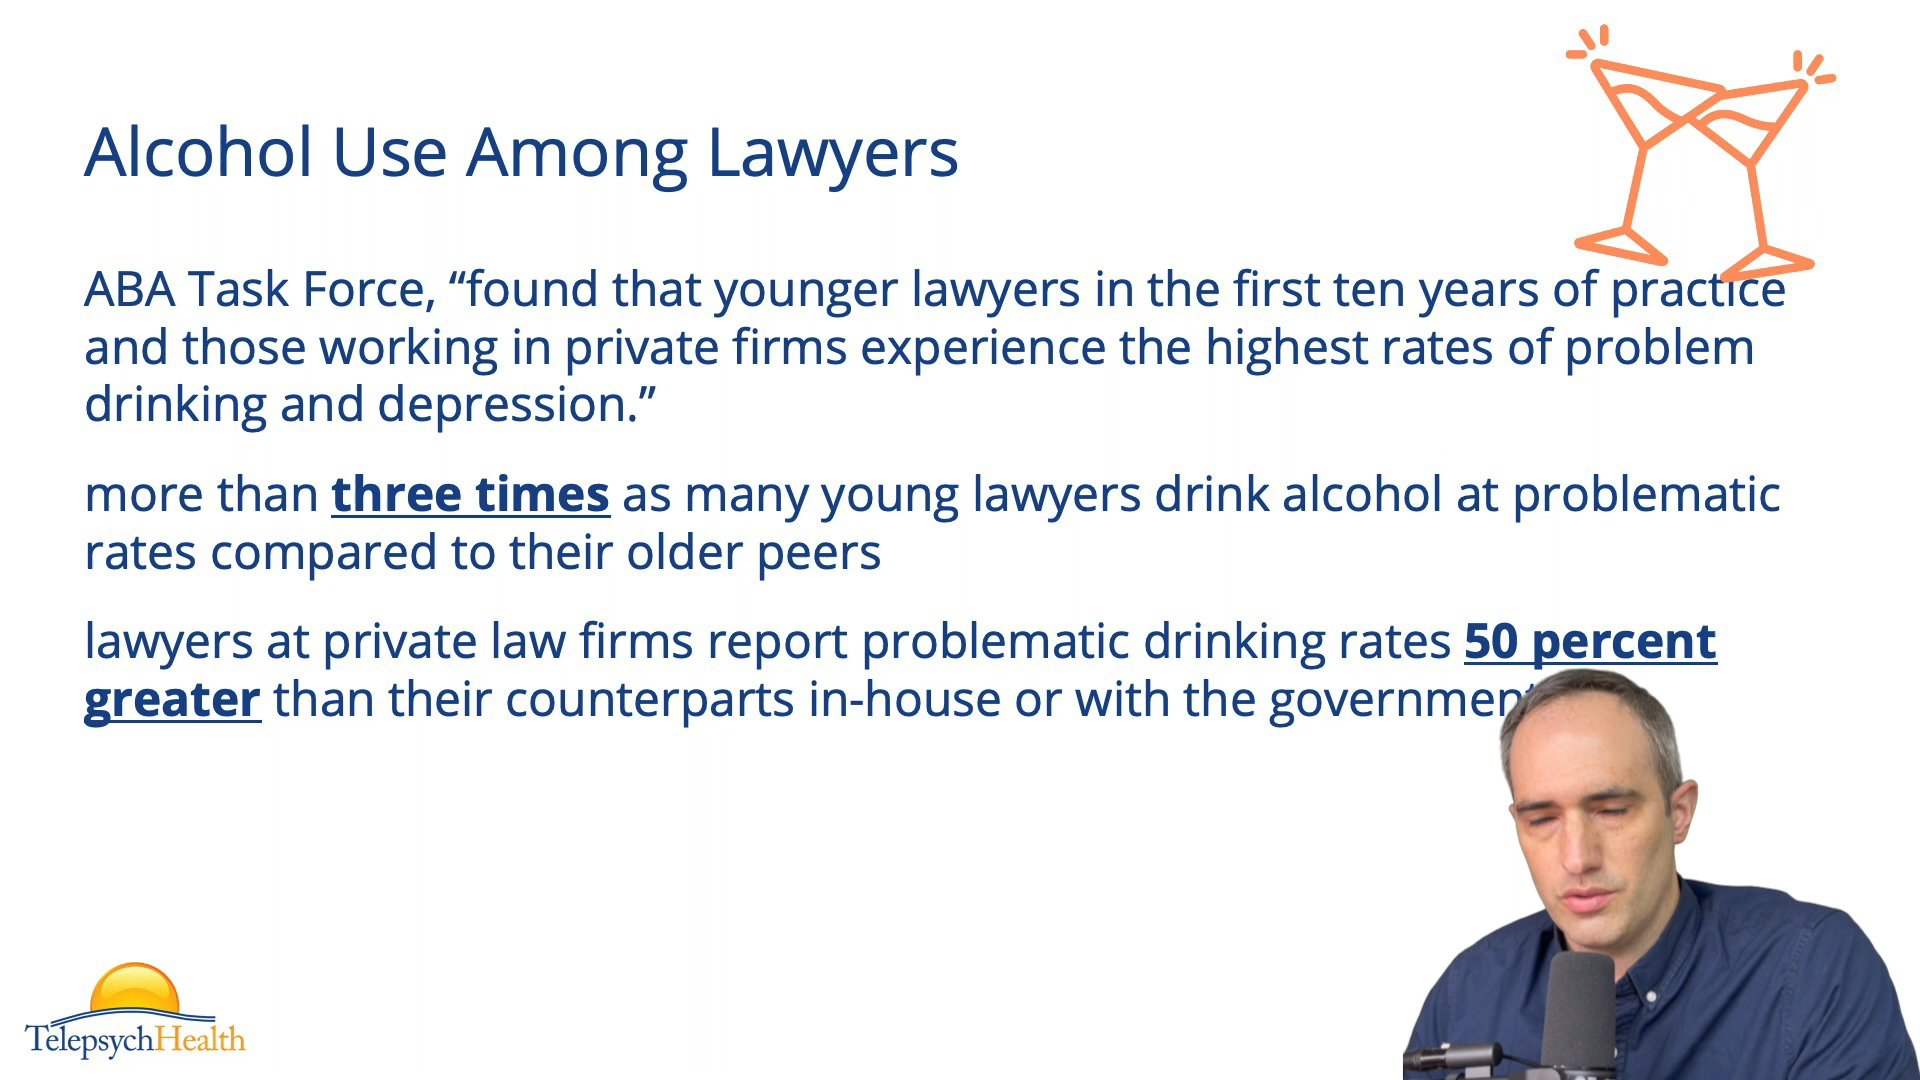 Alcohol Use Among Lawyers
ABA Task Force, “found that younger lawyers in the first ten years of practice
and those working in private firms experience the highest rates of problem
drinking and depression.”
more than three times as many young lawyers drink alcohol at problematic
rates compared to their older peers
lawyers at private law firms report problematic drinking rates 50 percent
greater than their counterparts in-house or with the government
TelepsychHealth